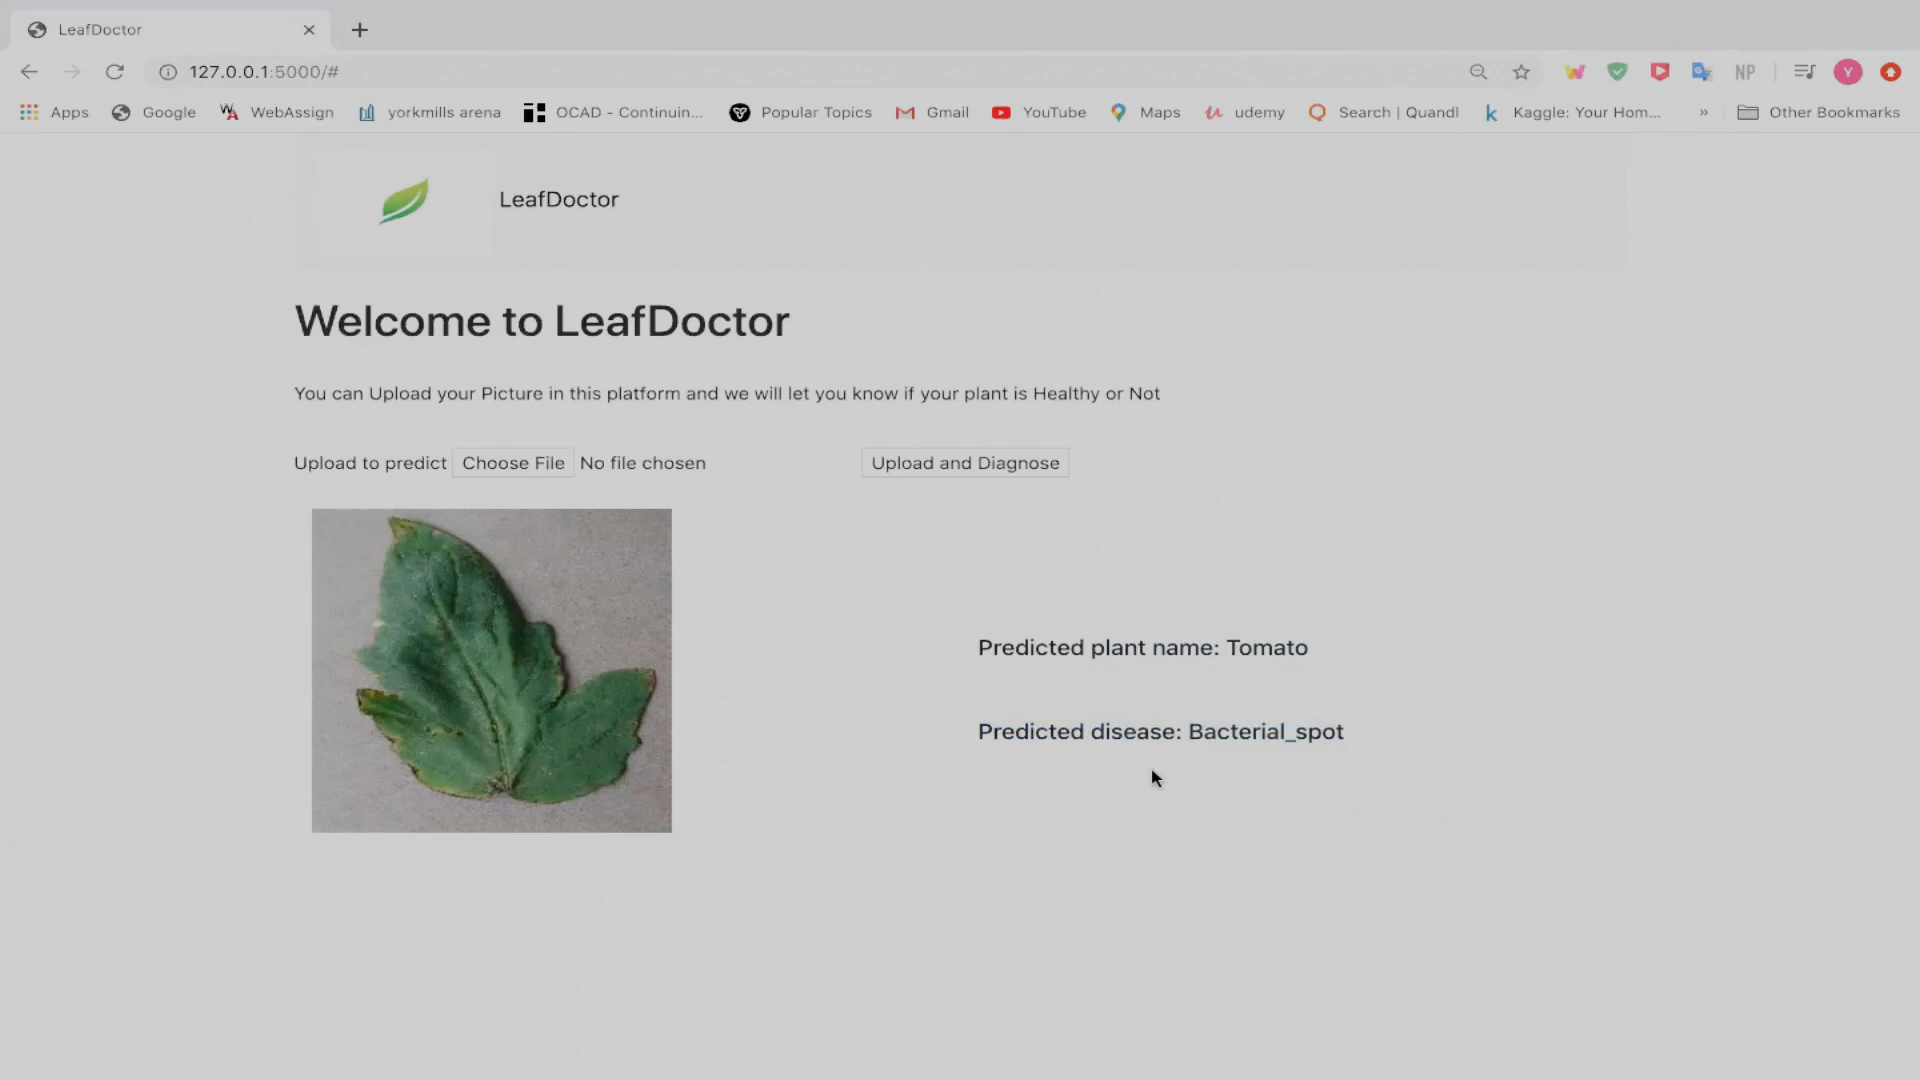 LeafDoctor
127.0.0.1:5000/#
NP
Y
Apps Google WebAssign yorkmills arena OCAD - Continuin... Popular Topics Gmail YouTube Maps udemy Search | Quandl Kaggle: Your Hom... » Other Bookmarks
LeafDoctor
Welcome to LeafDoctor
You can Upload your Picture in this platform and we will let you know if your plant is Healthy or Not
Upload to predict Choose File No file chosen Upload and Diagnose
Predicted plant name: Tomato
Predicted disease: Bacterial_spot